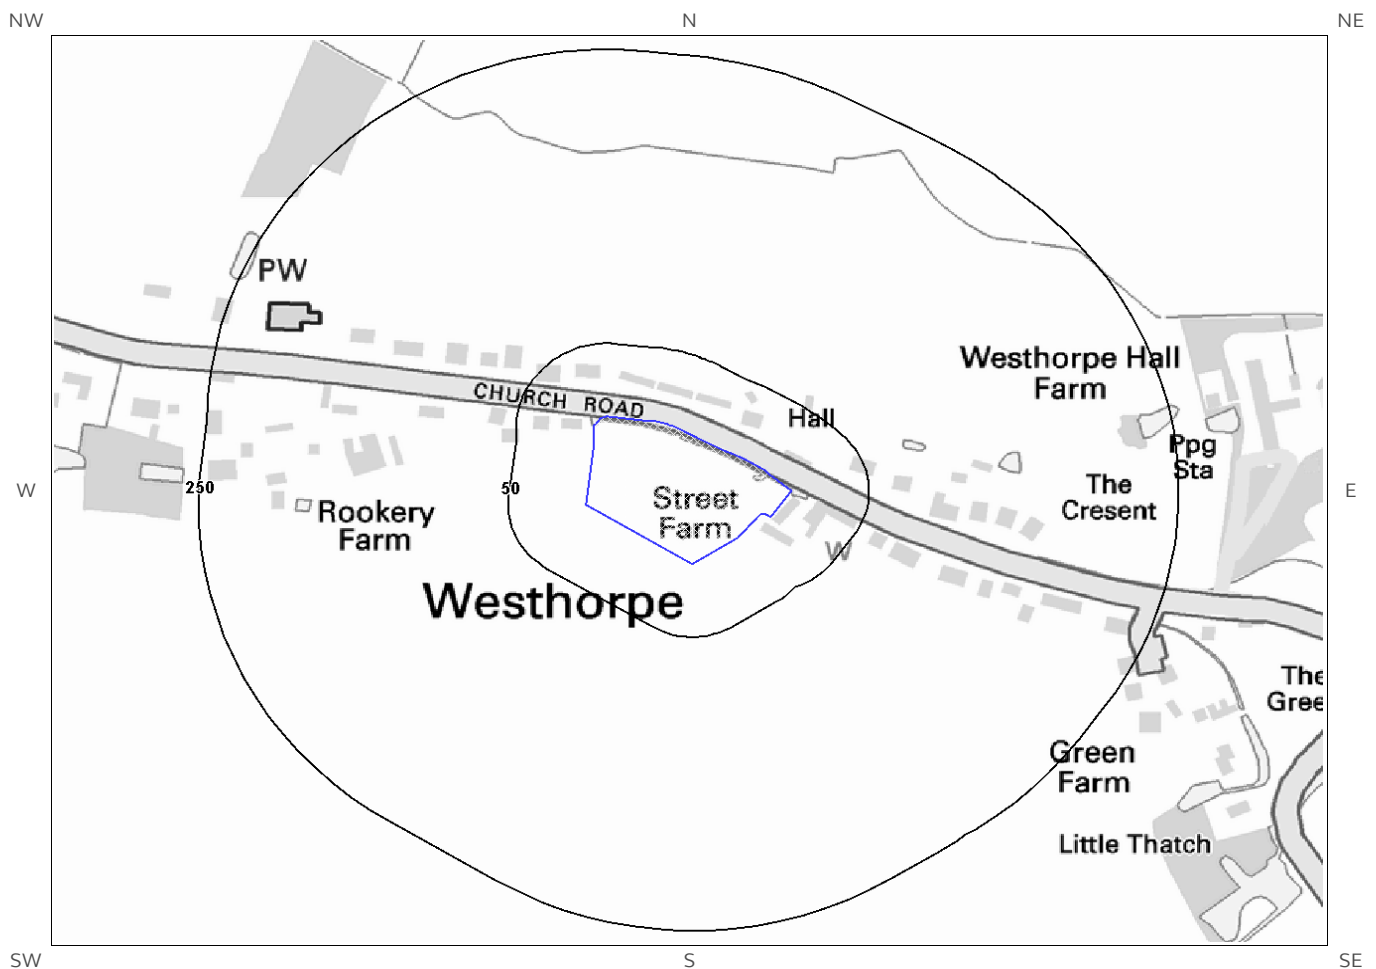 NW
N
NE
PW
Westhorpe Hall
Farm
CHURCH ROAD
Hall
Ppg
Sta
W
250
50
Street
Farm
The
Cresent
E
Rookery
Farm
W
Westhorpe
The
Gree
Green
Farm
Little Thatch
SW
S
SE